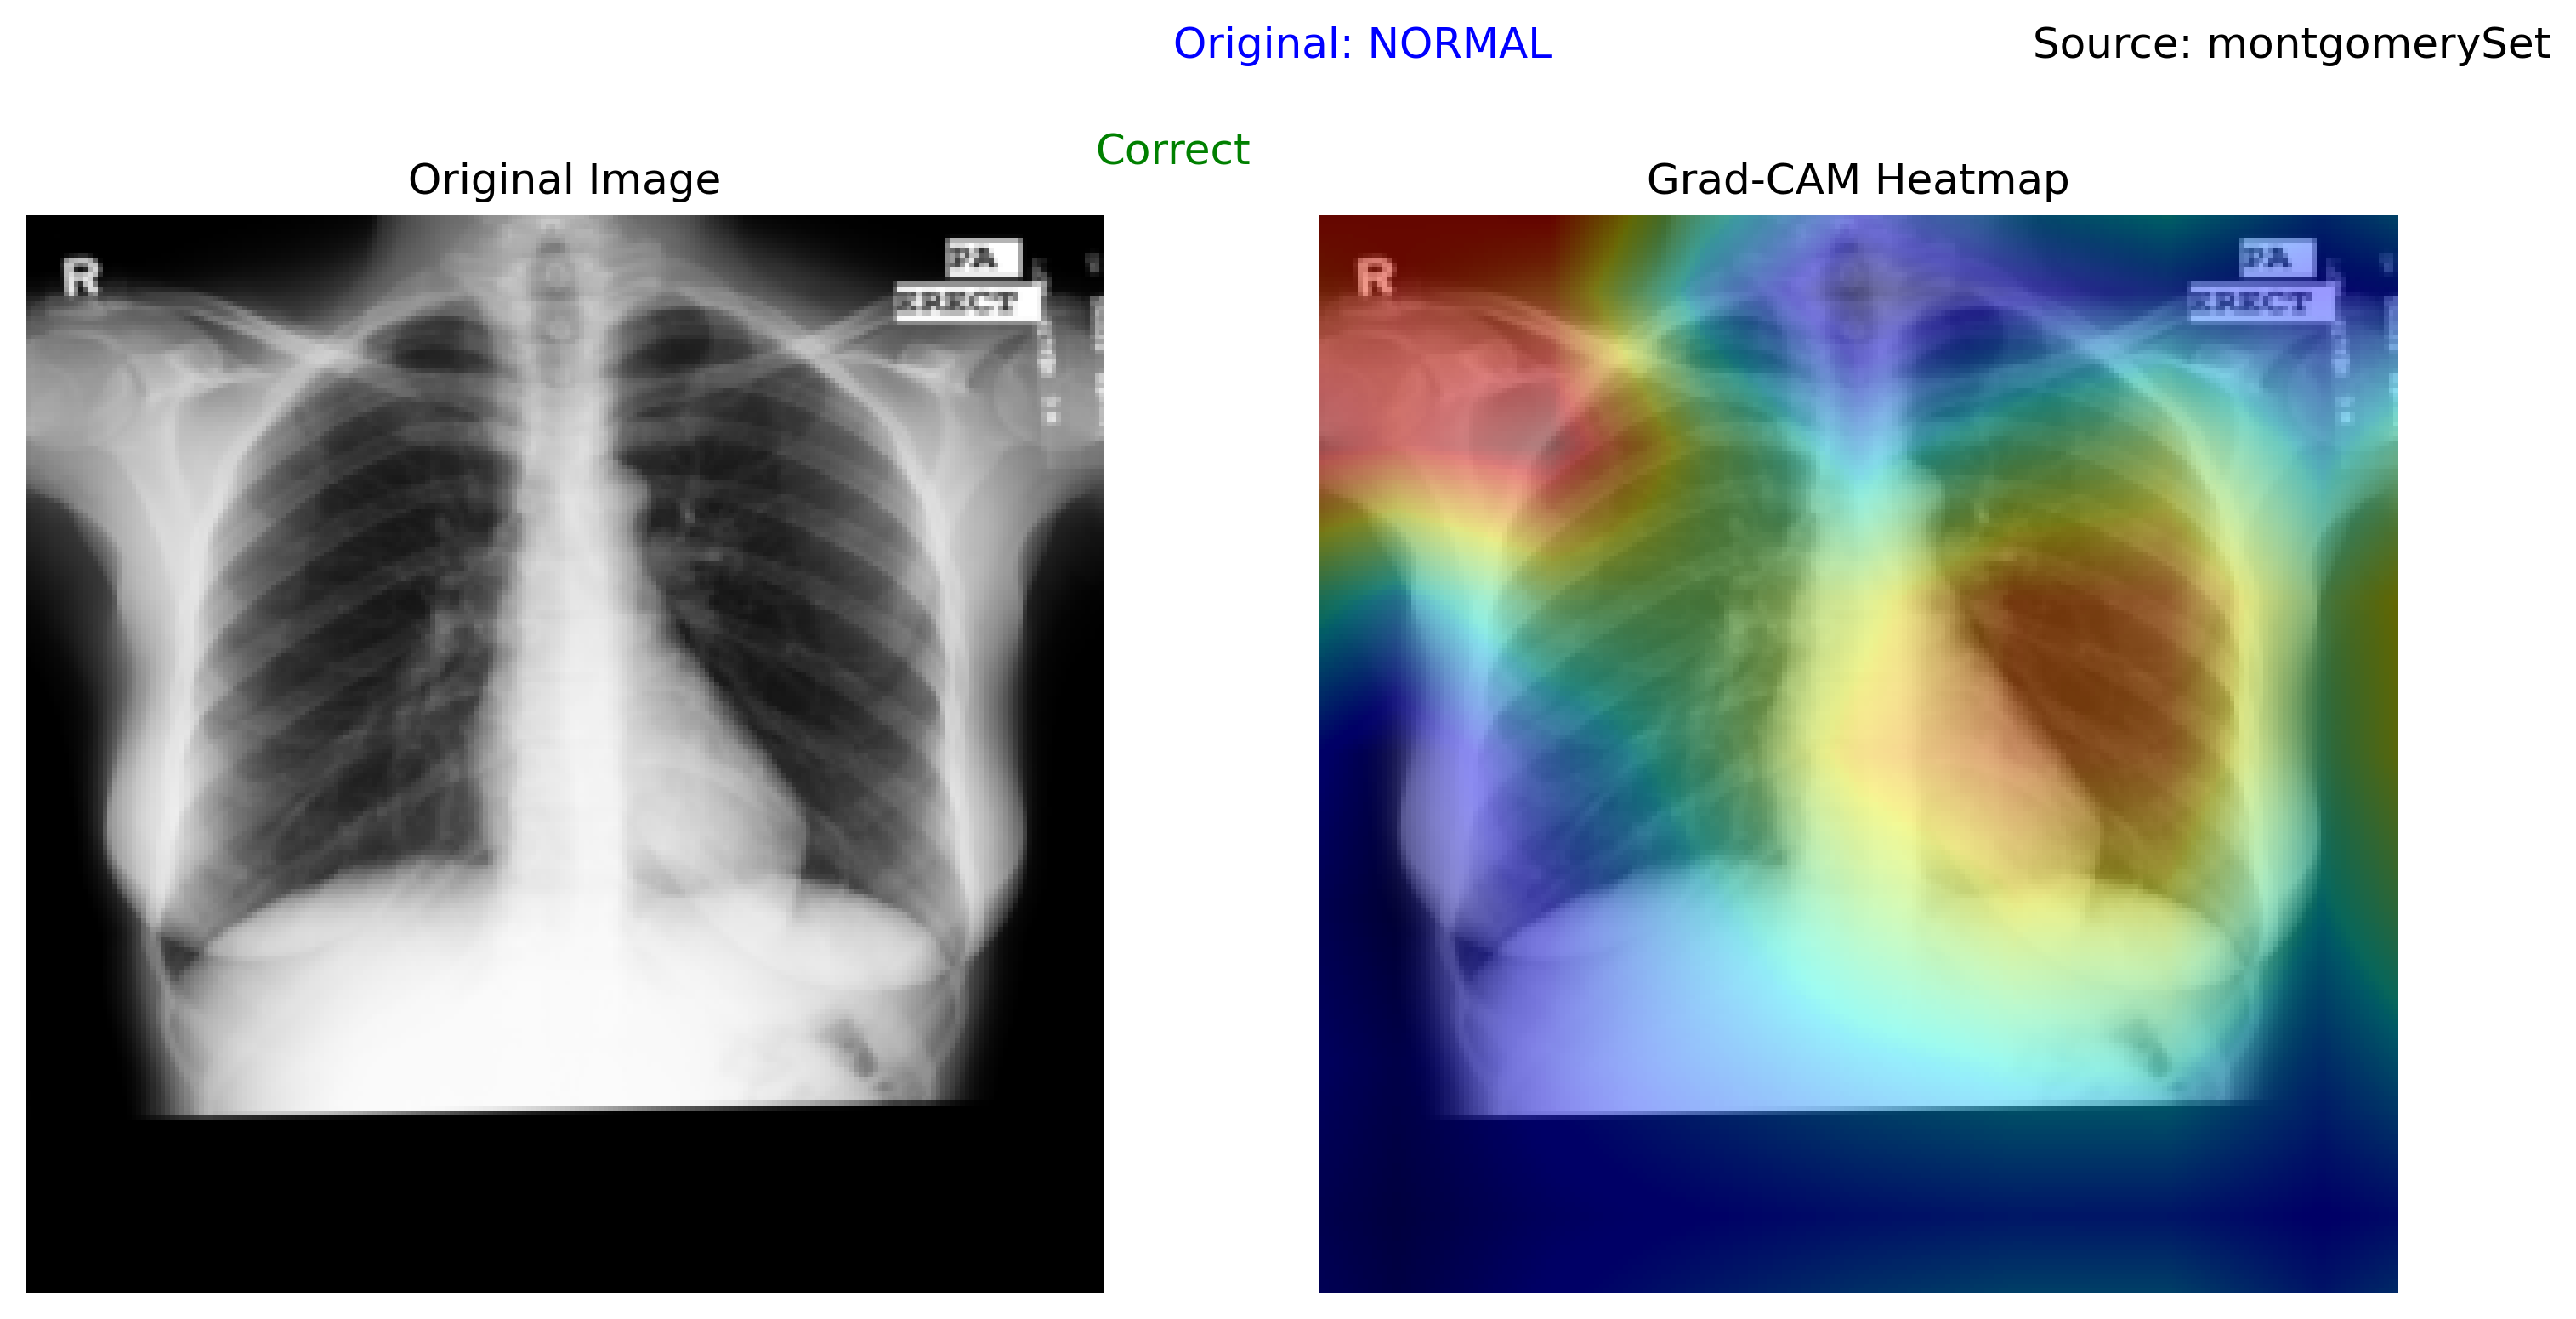 Original: NORMAL
Source: montgomerySet
Correct
Original Image
Grad-CAM Heatmap
R
PA
ERECT
R
PA
ERECT